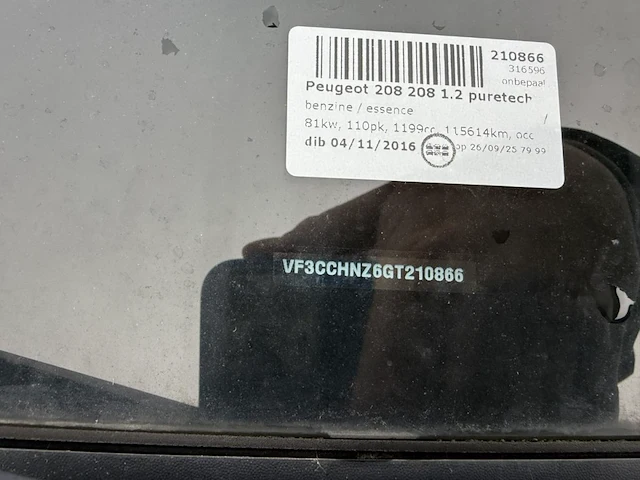 210866
316596
onbepaal
Peugeot 208 208 1.2 puretech
benzine / essence /
81kw, 110pk, 1199cc, 115614km, occ
dib 04/11/2016 op 26/09/25 79 99
VF3CCHNZ6GT210866